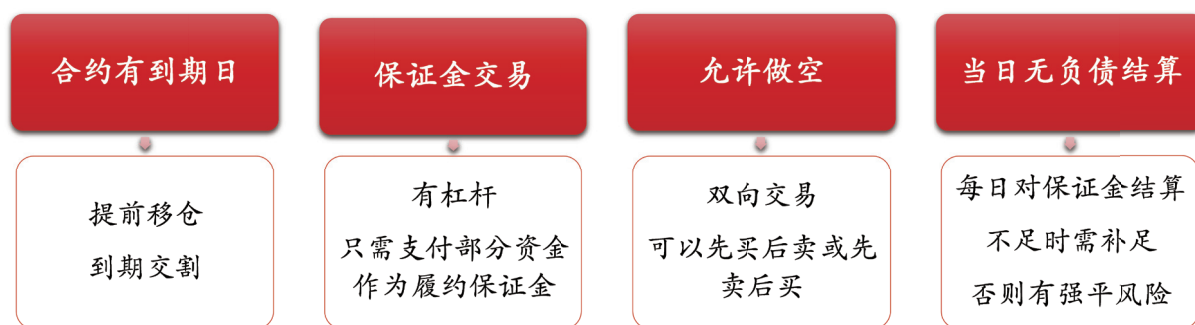 合约有到期日
提前移仓
到期交割
保证金交易
有杠杆
只需支付部分资金
作为履约保证金
允许做空
双向交易
可以先买后卖或先
卖后买
当日无负债结算
每日对保证金结算
不足时需补足
否则有强平风险